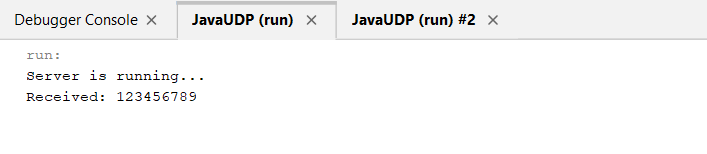 Debugger Console × JavaUDP (run) × JavaUDP (run) #2 ×
run:
Server is running...
Received: 123456789